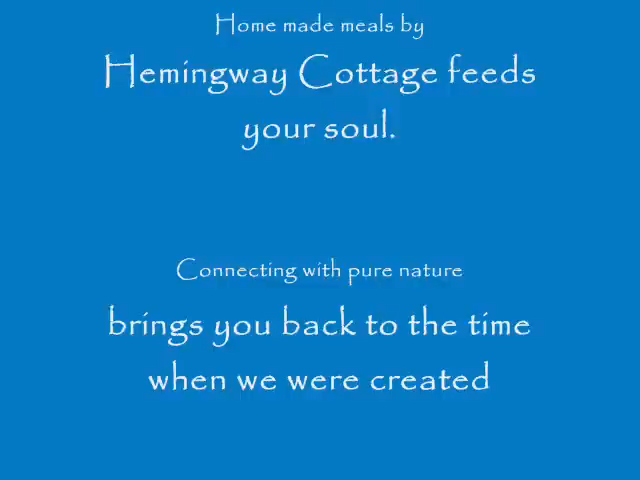 Home made meals by
Hemingway Cottage feeds
your soul.
Connecting with pure nature
brings you back to the time
when we were created